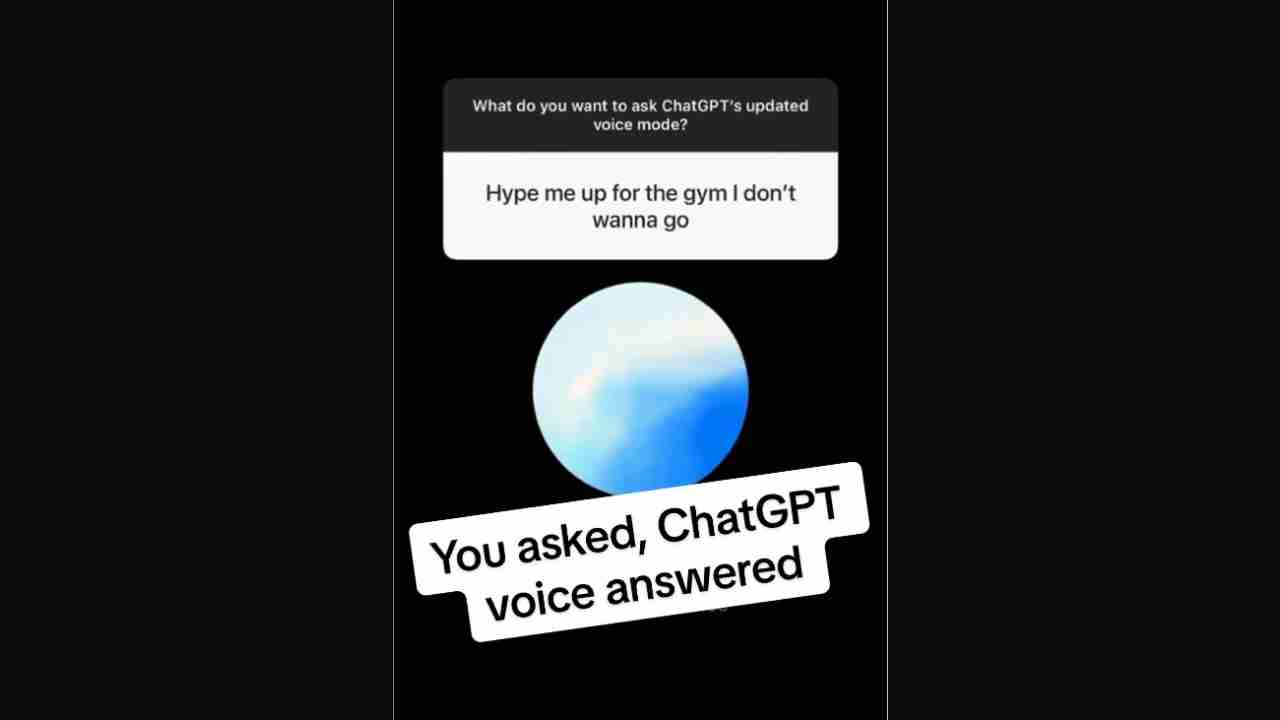 What do you want to ask ChatGPT's updated
voice mode?
Hype me up for the gym I don't
wanna go
You asked, ChatGPT
voice answered